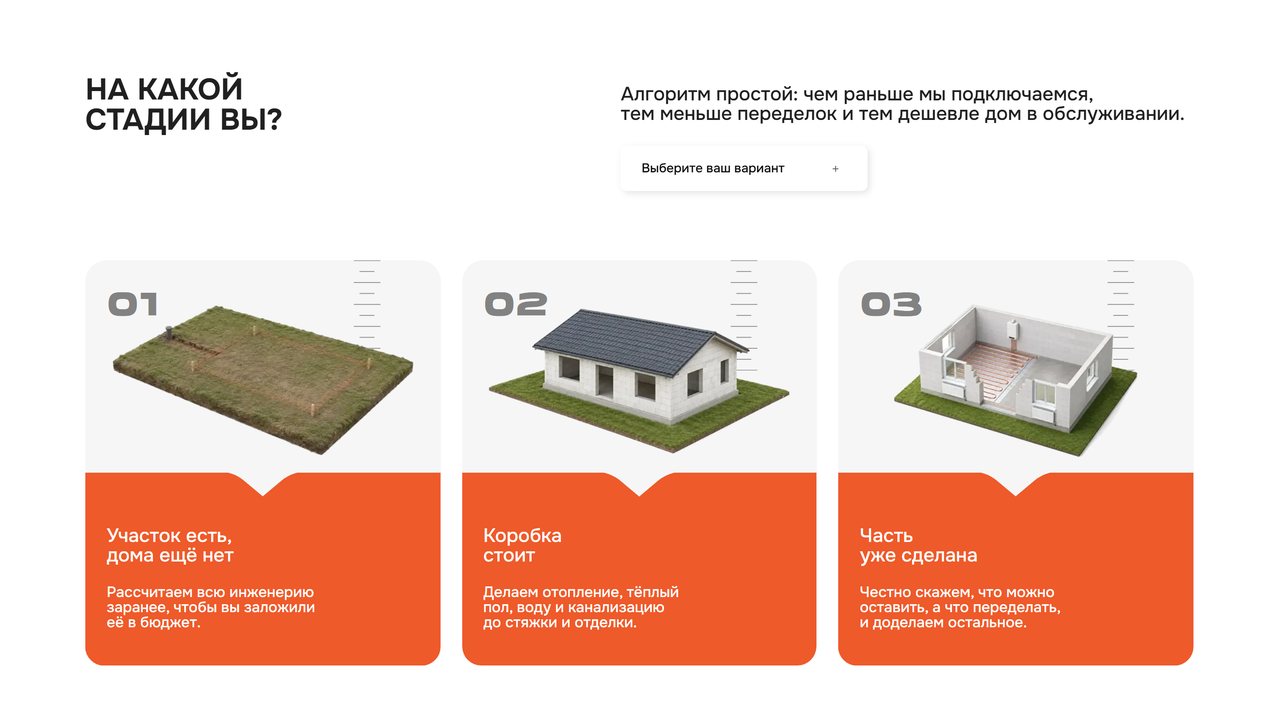 НА КАКОЙ
СТАДИИ ВЫ?
Алгоритм простой: чем раньше мы подключаемся,
тем меньше переделок и тем дешевле дом в обслуживании.
Выберите ваш вариант +
01
Участок есть,
дома ещё нет
Рассчитаем всю инженерию
заранее, чтобы вы заложили
её в бюджет.
02
Коробка
стоит
Делаем отопление, тёплый
пол, воду и канализацию
до стяжки и отделки.
03
Часть
уже сделана
Честно скажем, что можно
оставить, а что переделать,
и доделаем остальное.